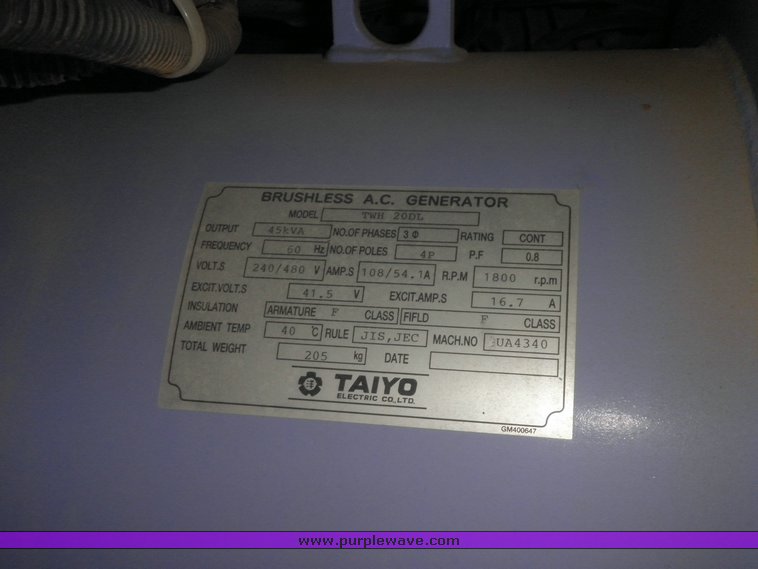 BRUSHLESS A.C. GENERATOR
MODEL TWH 20DL
OUTPUT 45kVA NO.OF PHASES 3Φ RATING CONT
FREQUENCY 60 Hz NO.OF POLES 4P P.F 0.8
VOLT.S 240/480 V AMP.S 108/54.1A R.P.M 1800 r.p.m
EXCIT.VOLT.S 41.5 V EXCIT.AMP.S 16.7 A
INSULATION ARMATURE F CLASS FIFLD F CLASS
AMBIENT TEMP 40 °C RULE JIS,JEC MACH.NO UA4340
TOTAL WEIGHT 205 kg DATE
TAIYO
ELECTRIC CO.,LTD.
GM400647
www.purplewave.com